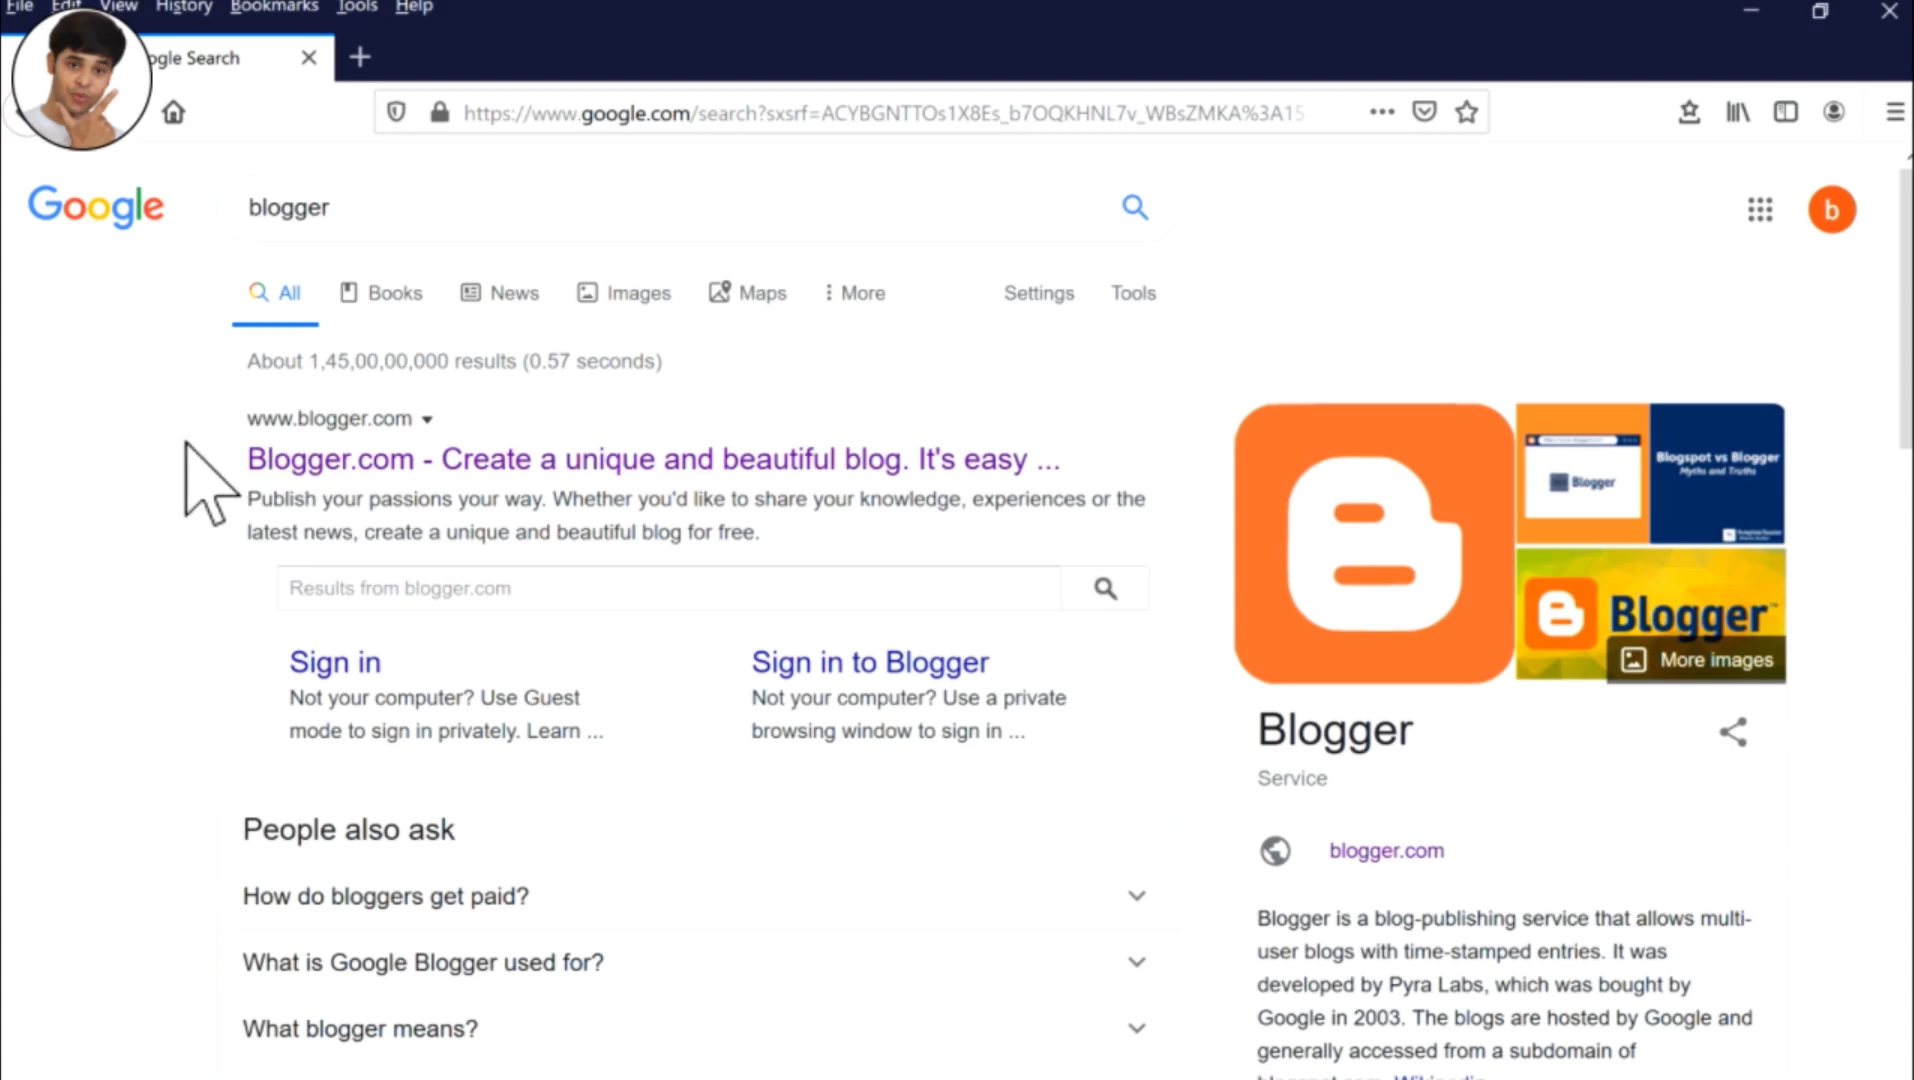 File Edit View History Bookmarks Tools Help
ogle Search
https://www.google.com/search?sxsrf=ACYBGNTTOs1X8Es_b7OQKHNL7v_WBsZMKA%3A15
Google
blogger
b
All Books News Images Maps More Settings Tools
About 1,45,00,00,000 results (0.57 seconds)
www.blogger.com
Blogger.com - Create a unique and beautiful blog. It's easy ...
Publish your passions your way. Whether you'd like to share your knowledge, experiences or the
latest news, create a unique and beautiful blog for free.
Results from blogger.com
Sign in
Not your computer? Use Guest
mode to sign in privately. Learn ...
Sign in to Blogger
Not your computer? Use a private
browsing window to sign in ...
People also ask
How do bloggers get paid?
What is Google Blogger used for?
What blogger means?
Blogger
Blogspot vs Blogger
Myths and Truths
Blogger
More images
Blogger
Service
blogger.com
Blogger is a blog-publishing service that allows multi-
user blogs with time-stamped entries. It was
developed by Pyra Labs, which was bought by
Google in 2003. The blogs are hosted by Google and
generally accessed from a subdomain of
blogspot.com. Wikipedia